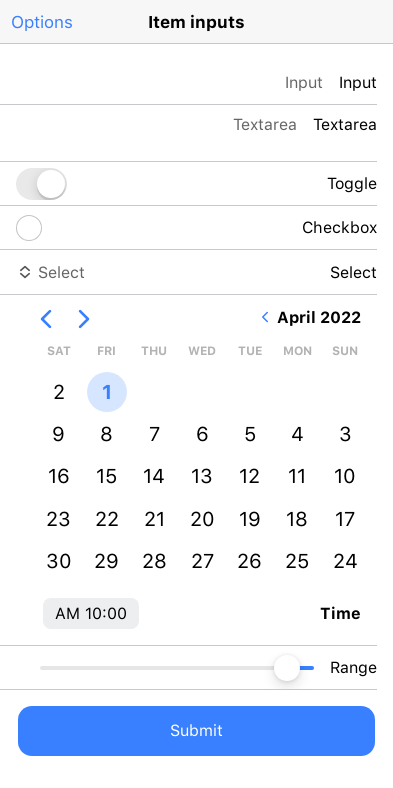 Options Item inputs
Input Input
Textarea Textarea
Toggle
Checkbox
Select Select
April 2022
SAT FRI THU WED TUE MON SUN
2 1
9 8 7 6 5 4 3
16 15 14 13 12 11 10
23 22 21 20 19 18 17
30 29 28 27 26 25 24
AM 10:00 Time
Range
Submit